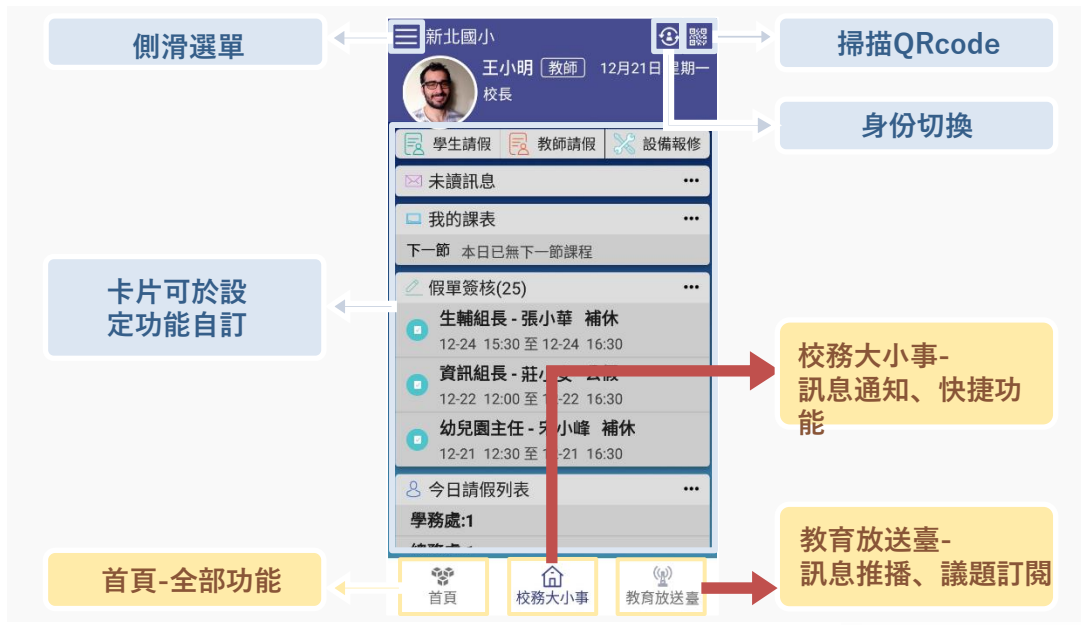 側滑選單
新北國小
掃描QRcode
王小明 教師 12月21日 星期一
校長
身份切換
學生請假 教師請假 設備報修
未讀訊息
我的課表
下一節 本日已無下一節課程
卡片可於設
定功能自訂
假單簽核(25)
生輔組長 - 張小華 補休
12-24 15:30 至 12-24 16:30
資訊組長 - 莊小
12-22 12:00 至 12-22 16:30
幼兒園主任 - 小峰 補休
12-21 12:30 至 12-21 16:30
校務大小事-
訊息通知、快捷功
能
今日請假列表
學務處:1
首頁-全部功能
首頁
校務大小事
教育放送臺
教育放送臺-
訊息推播、議題訂閱